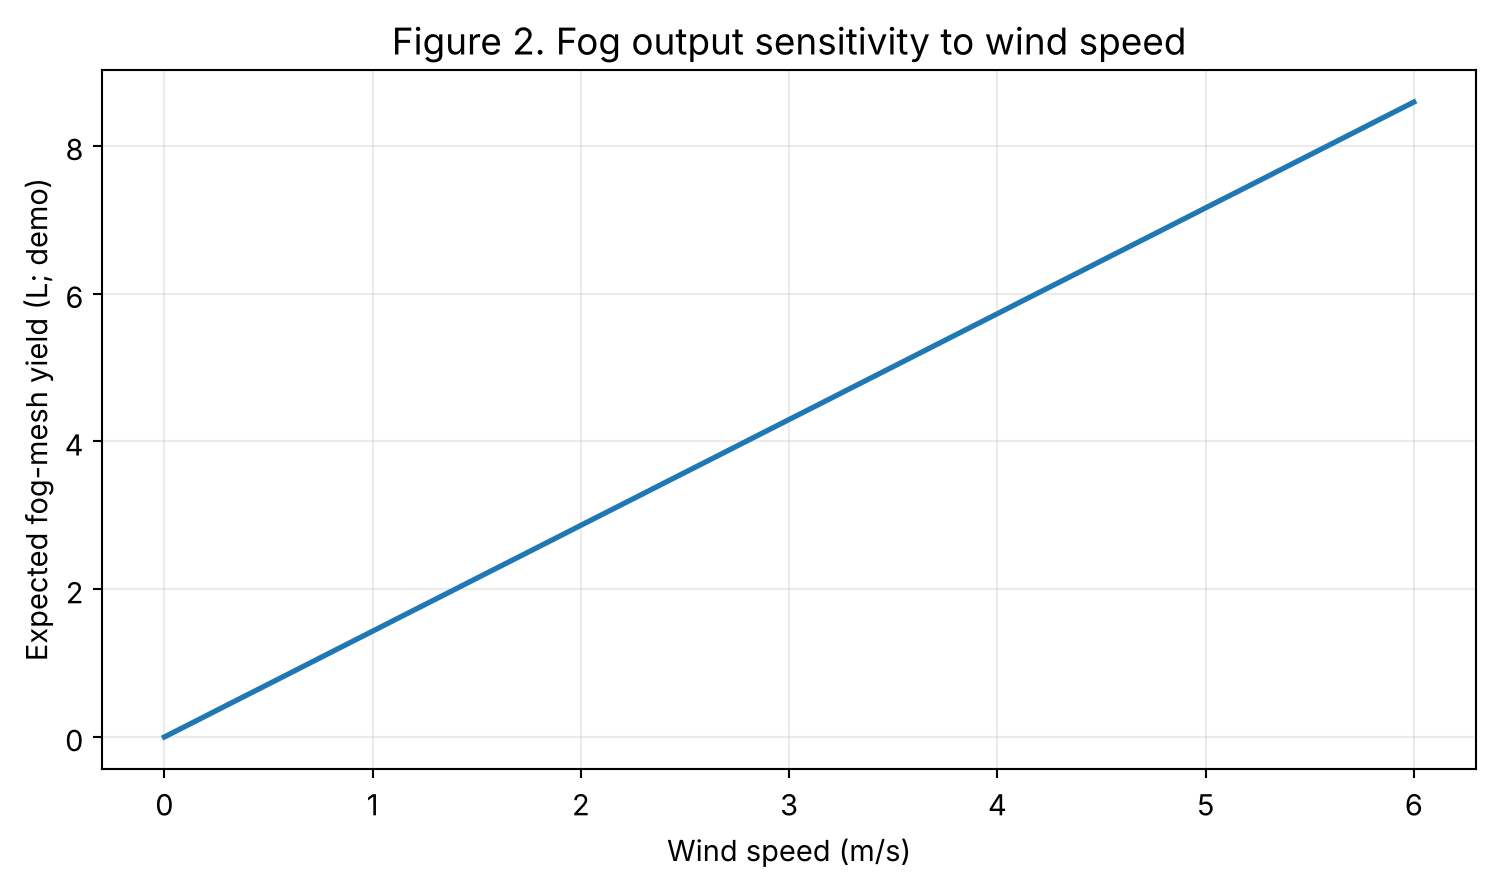 Figure 2. Fog output sensitivity to wind speed
Expected fog-mesh yield (L; demo)
8
6
4
2
0
0 1 2 3 4 5 6
Wind speed (m/s)